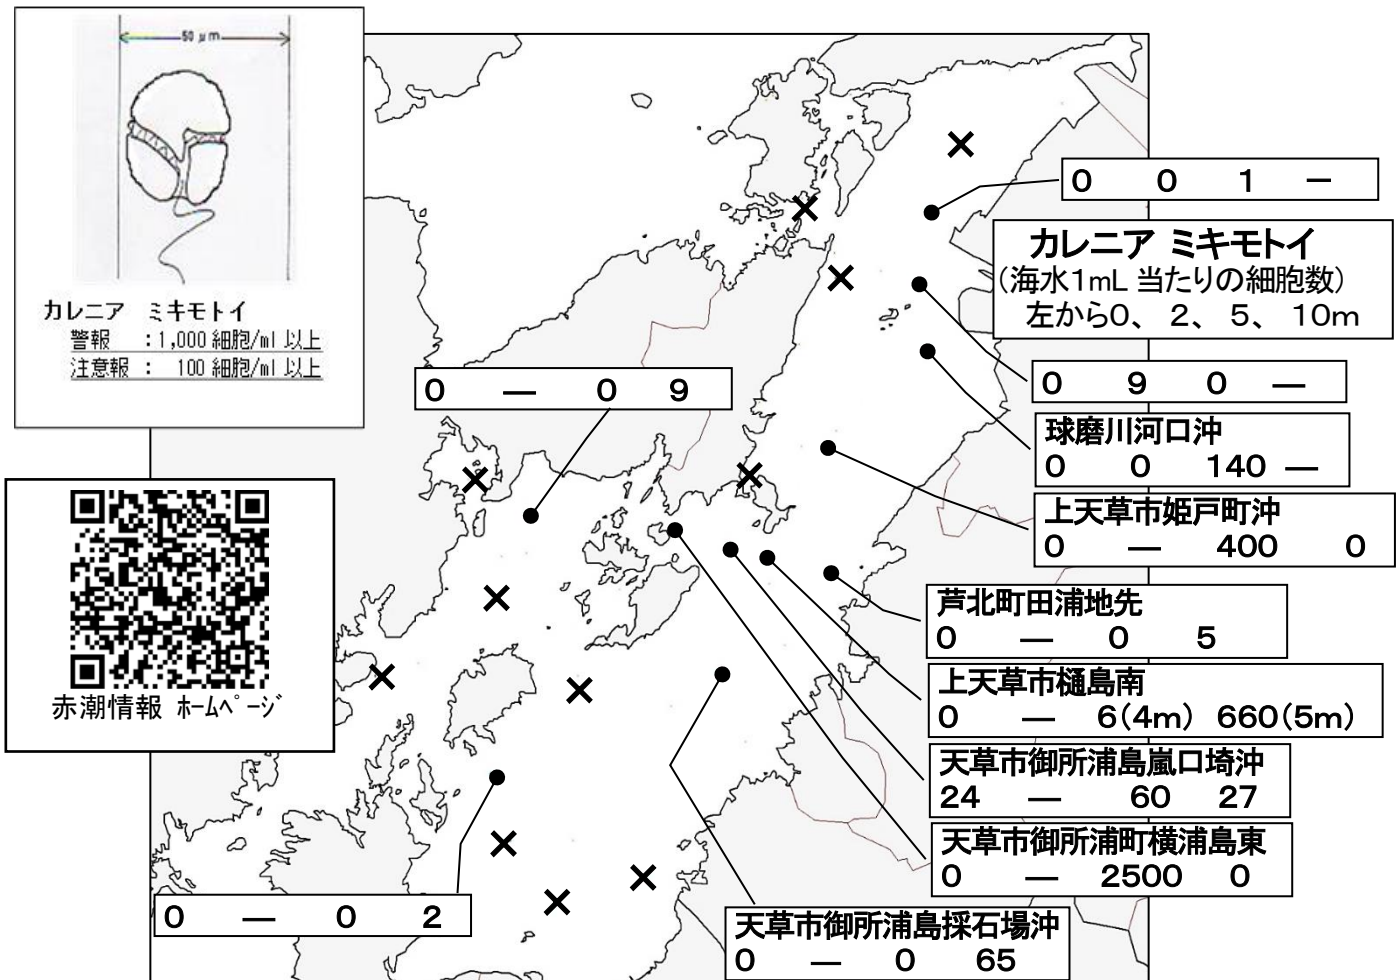 50 μm
カレニア ミキモトイ
警報 :1,000 細胞/ml 以上
注意報 : 100 細胞/ml 以上
赤潮情報 ホームページ
0 0 1 ー
カレニア ミキモトイ
(海水1mL 当たりの細胞数)
左から0、 2、 5、 10m
0 9 0 ―
球磨川河口沖
0 0 140 ―
上天草市姫戸町沖
0 ― 400 0
芦北町田浦地先
0 ― 0 5
上天草市樋島南
0 ― 6(4m) 660(5m)
天草市御所浦島嵐口埼沖
24 ― 60 27
天草市御所浦町横浦島東
0 ― 2500 0
天草市御所浦島採石場沖
0 ― 0 65
0 ― 0 9
0 ― 0 2